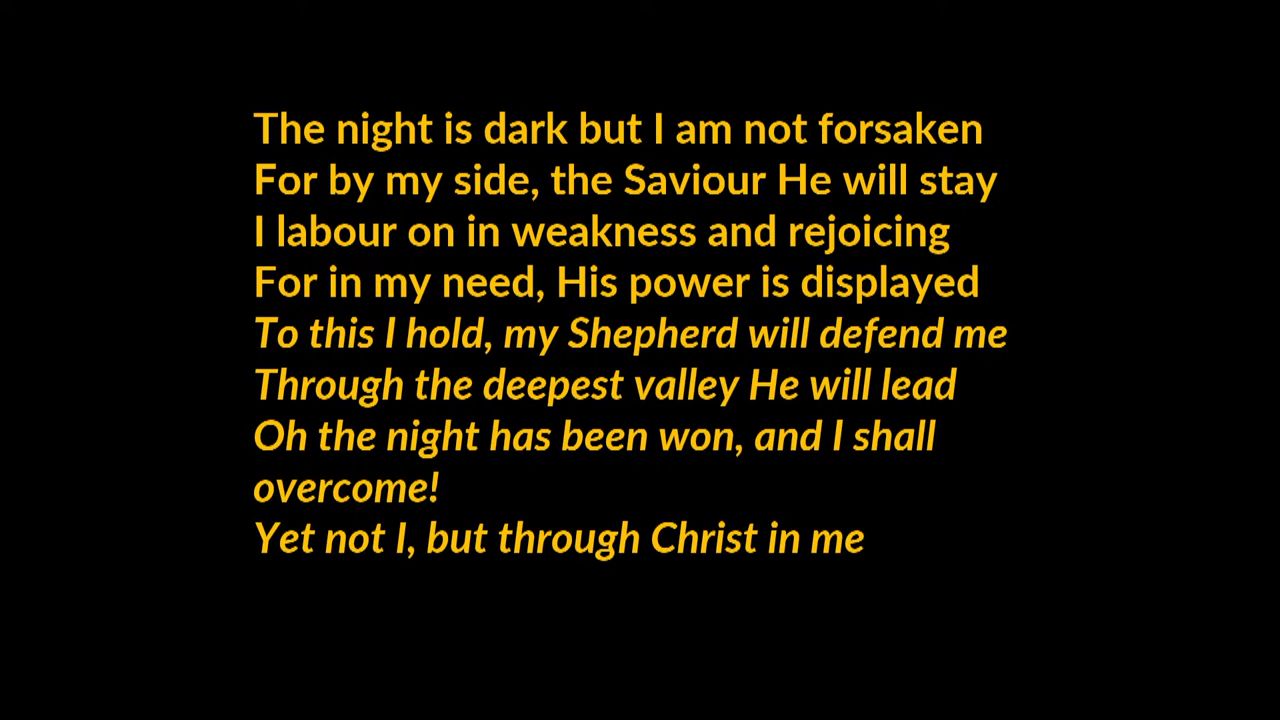 The night is dark but I am not forsaken
For by my side, the Saviour He will stay
I labour on in weakness and rejoicing
For in my need, His power is displayed
To this I hold, my Shepherd will defend me
Through the deepest valley He will lead
Oh the night has been won, and I shall
overcome!
Yet not I, but through Christ in me